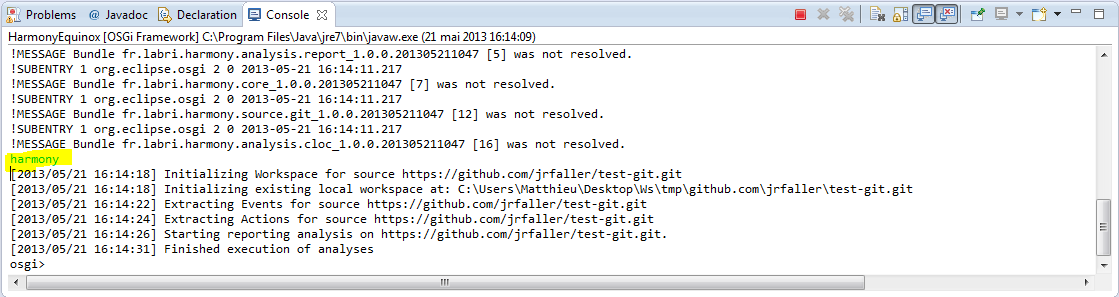 Problems @ Javadoc Declaration Console
HarmonyEquinox [OSGi Framework] C:\Program Files\Java\jre7\bin\javaw.exe (21 mai 2013 16:14:09)
!MESSAGE Bundle fr.labri.harmony.analysis.report_1.0.0.201305211047 [5] was not resolved.
!SUBENTRY 1 org.eclipse.osgi 2 0 2013-05-21 16:14:11.217
!MESSAGE Bundle fr.labri.harmony.core_1.0.0.201305211047 [7] was not resolved.
!SUBENTRY 1 org.eclipse.osgi 2 0 2013-05-21 16:14:11.217
!MESSAGE Bundle fr.labri.harmony.source.git_1.0.0.201305211047 [12] was not resolved.
!SUBENTRY 1 org.eclipse.osgi 2 0 2013-05-21 16:14:11.217
!MESSAGE Bundle fr.labri.harmony.analysis.cloc_1.0.0.201305211047 [16] was not resolved.
harmony
[2013/05/21 16:14:18] Initializing Workspace for source https://github.com/jrfaller/test-git.git
[2013/05/21 16:14:18] Initializing existing local workspace at: C:\Users\Matthieu\Desktop\Ws\tmp\github.com\jrfaller\test-git.git
[2013/05/21 16:14:22] Extracting Events for source https://github.com/jrfaller/test-git.git
[2013/05/21 16:14:24] Extracting Actions for source https://github.com/jrfaller/test-git.git
[2013/05/21 16:14:26] Starting reporting analysis on https://github.com/jrfaller/test-git.git.
[2013/05/21 16:14:31] Finished execution of analyses
osgi>